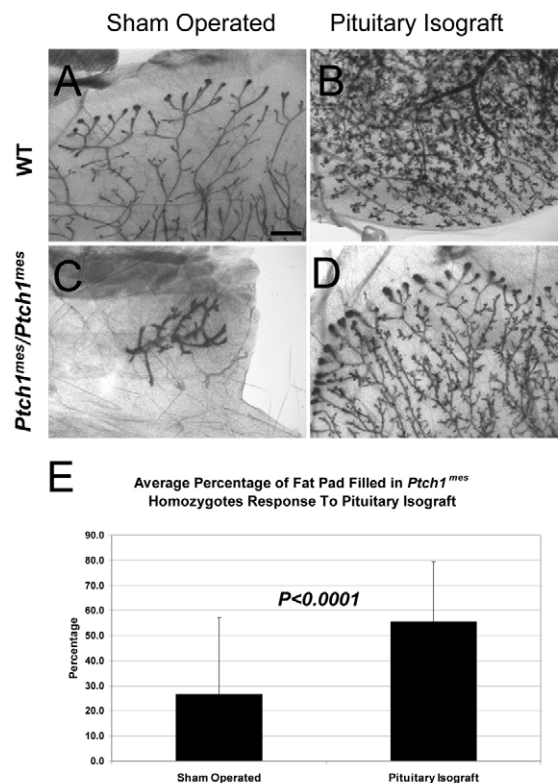 Sham Operated Pituitary Isograft
WT
A
B
Ptch1mes/Ptch1mes
C
D
E
Average Percentage of Fat Pad Filled in Ptch1 mes
Homozygotes Response To Pituitary Isograft
Percentage
90.0
80.0
70.0
60.0
50.0
40.0
30.0
20.0
10.0
0.0
P<0.0001
Sham Operated Pituitary Isograft